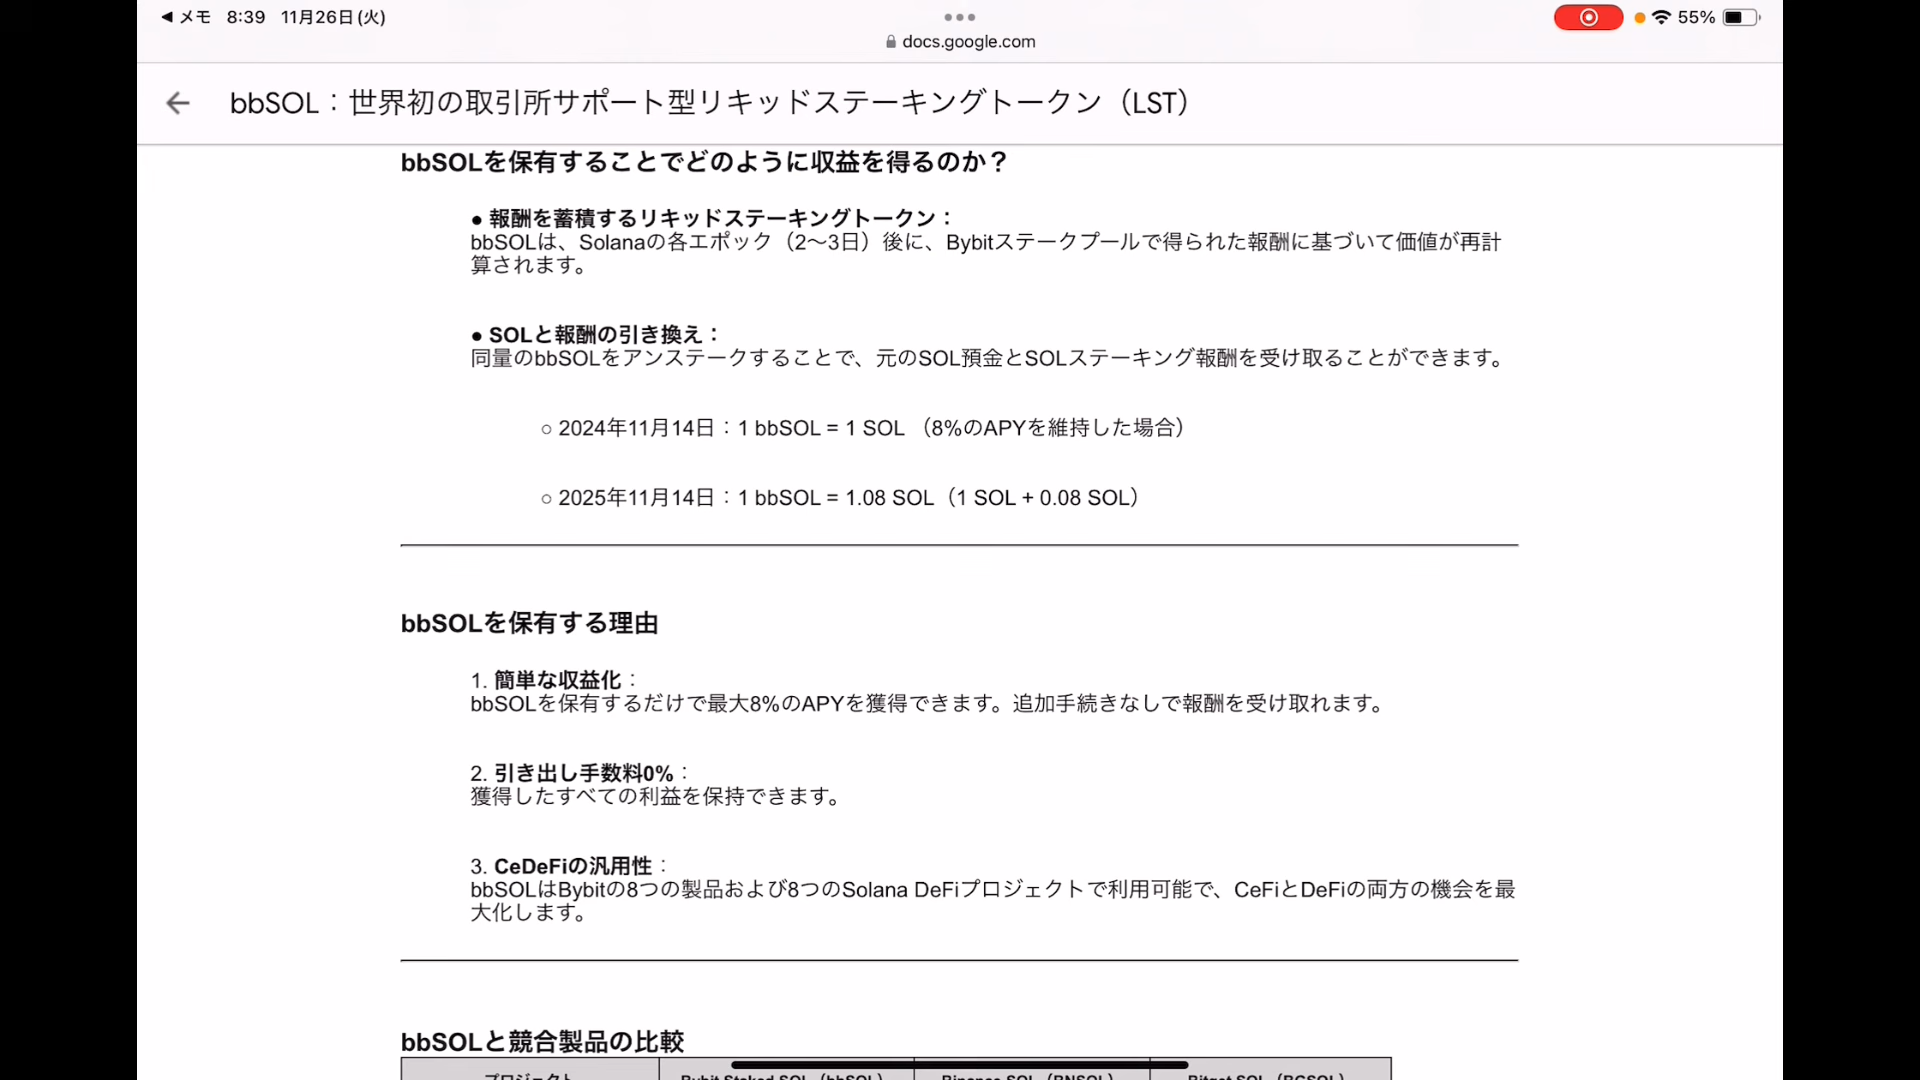 ◀ メモ 8:39 11月26日(火)
55%
docs.google.com
bbSOL：世界初の取引所サポート型リキッドステーキングトークン（LST）
bbSOLを保有することでどのように収益を得るのか？
● 報酬を蓄積するリキッドステーキングトークン：
bbSOLは、Solanaの各エポック（2〜3日）後に、Bybitステークプールで得られた報酬に基づいて価値が再計
算されます。
● SOLと報酬の引き換え：
同量のbbSOLをアンステークすることで、元のSOL預金とSOLステーキング報酬を受け取ることができます。
○ 2024年11月14日：1 bbSOL = 1 SOL （8%のAPYを維持した場合）
○ 2025年11月14日：1 bbSOL = 1.08 SOL（1 SOL + 0.08 SOL）
bbSOLを保有する理由
1. 簡単な収益化：
bbSOLを保有するだけで最大8%のAPYを獲得できます。追加手続きなしで報酬を受け取れます。
2. 引き出し手数料0%：
獲得したすべての利益を保持できます。
3. CeDeFiの汎用性：
bbSOLはBybitの8つの製品および8つのSolana DeFiプロジェクトで利用可能で、CeFiとDeFiの両方の機会を最
大化します。
bbSOLと競合製品の比較
プロジェクト Bybit Staked SOL（bbSOL） Binance SOL（BNSOL） Bitget SOL（BGSOL）